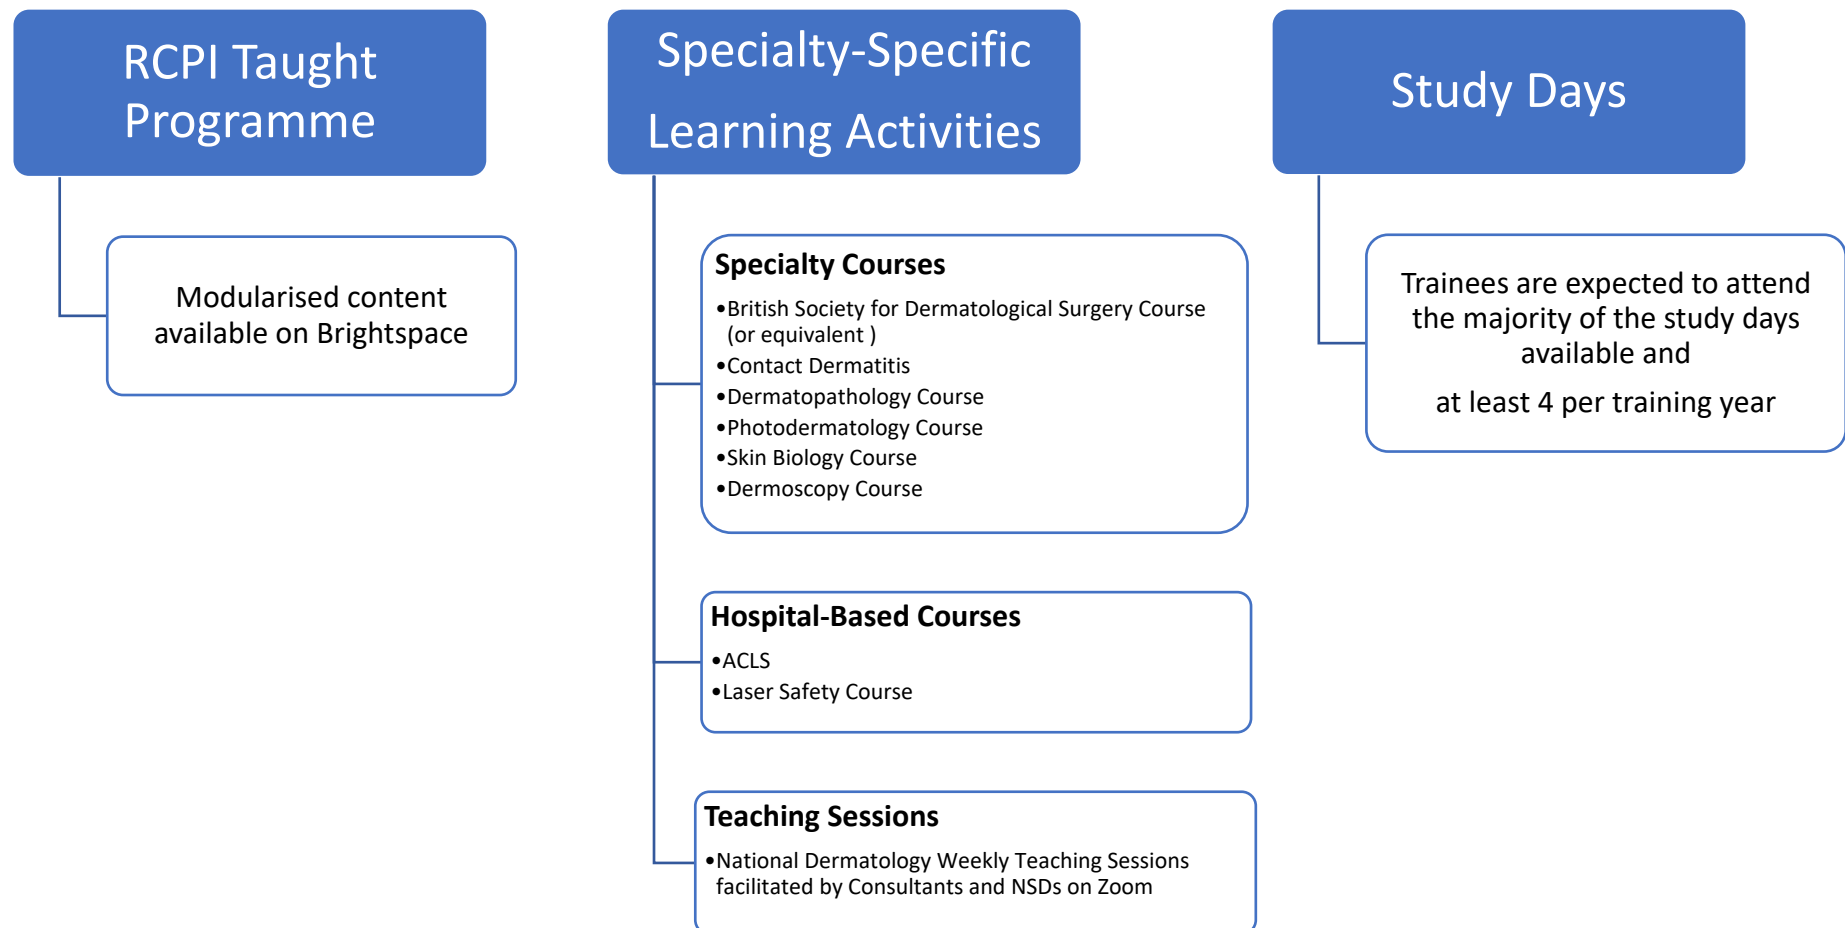 RCPI Taught
Programme
Modularised content
available on Brightspace
Specialty-Specific
Learning Activities
Specialty Courses
•British Society for Dermatological Surgery Course
(or equivalent )
•Contact Dermatitis
•Dermatopathology Course
•Photodermatology Course
•Skin Biology Course
•Dermoscopy Course
Hospital-Based Courses
•ACLS
•Laser Safety Course
Teaching Sessions
•National Dermatology Weekly Teaching Sessions
facilitated by Consultants and NSDs on Zoom
Study Days
Trainees are expected to attend
the majority of the study days
available and
at least 4 per training year